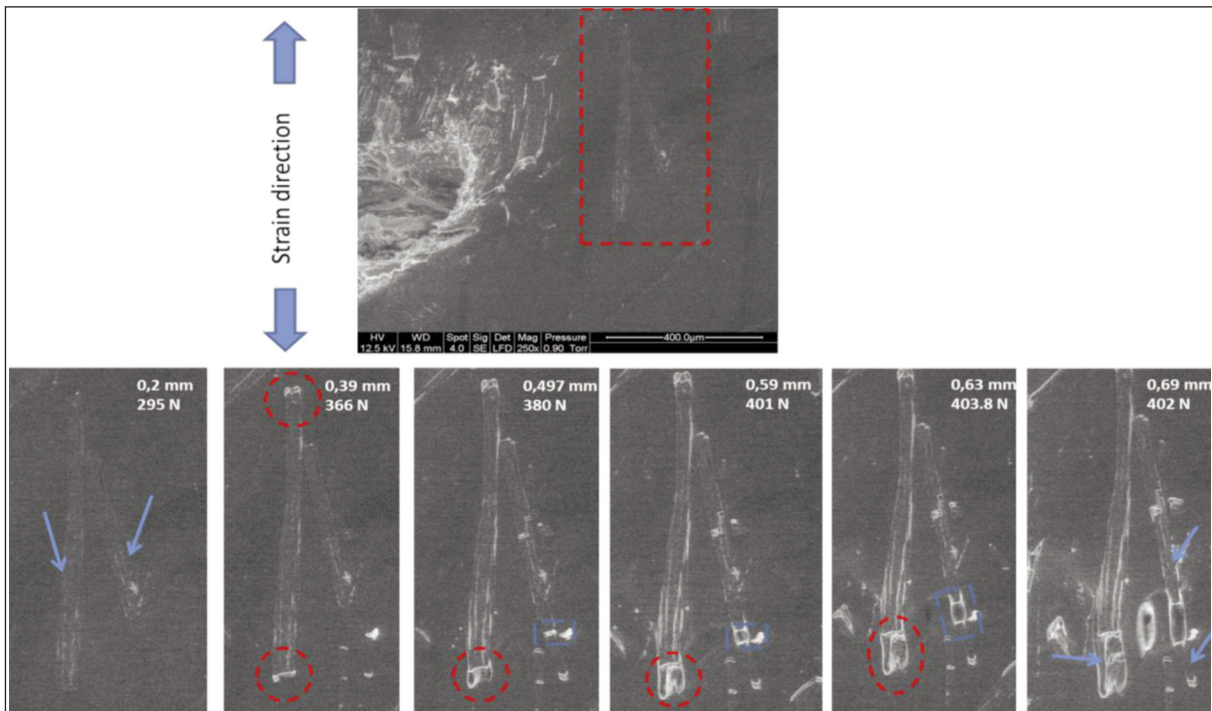 Strain direction
HV WD Spot Sig Det Mag Pressure
12.5 kV 15.8 mm 4.0 SE LFD 250x 0.90 Torr
400.0µm
0,2 mm
295 N
0,39 mm
366 N
0,497 mm
380 N
0,59 mm
401 N
0,63 mm
403.8 N
0,69 mm
402 N